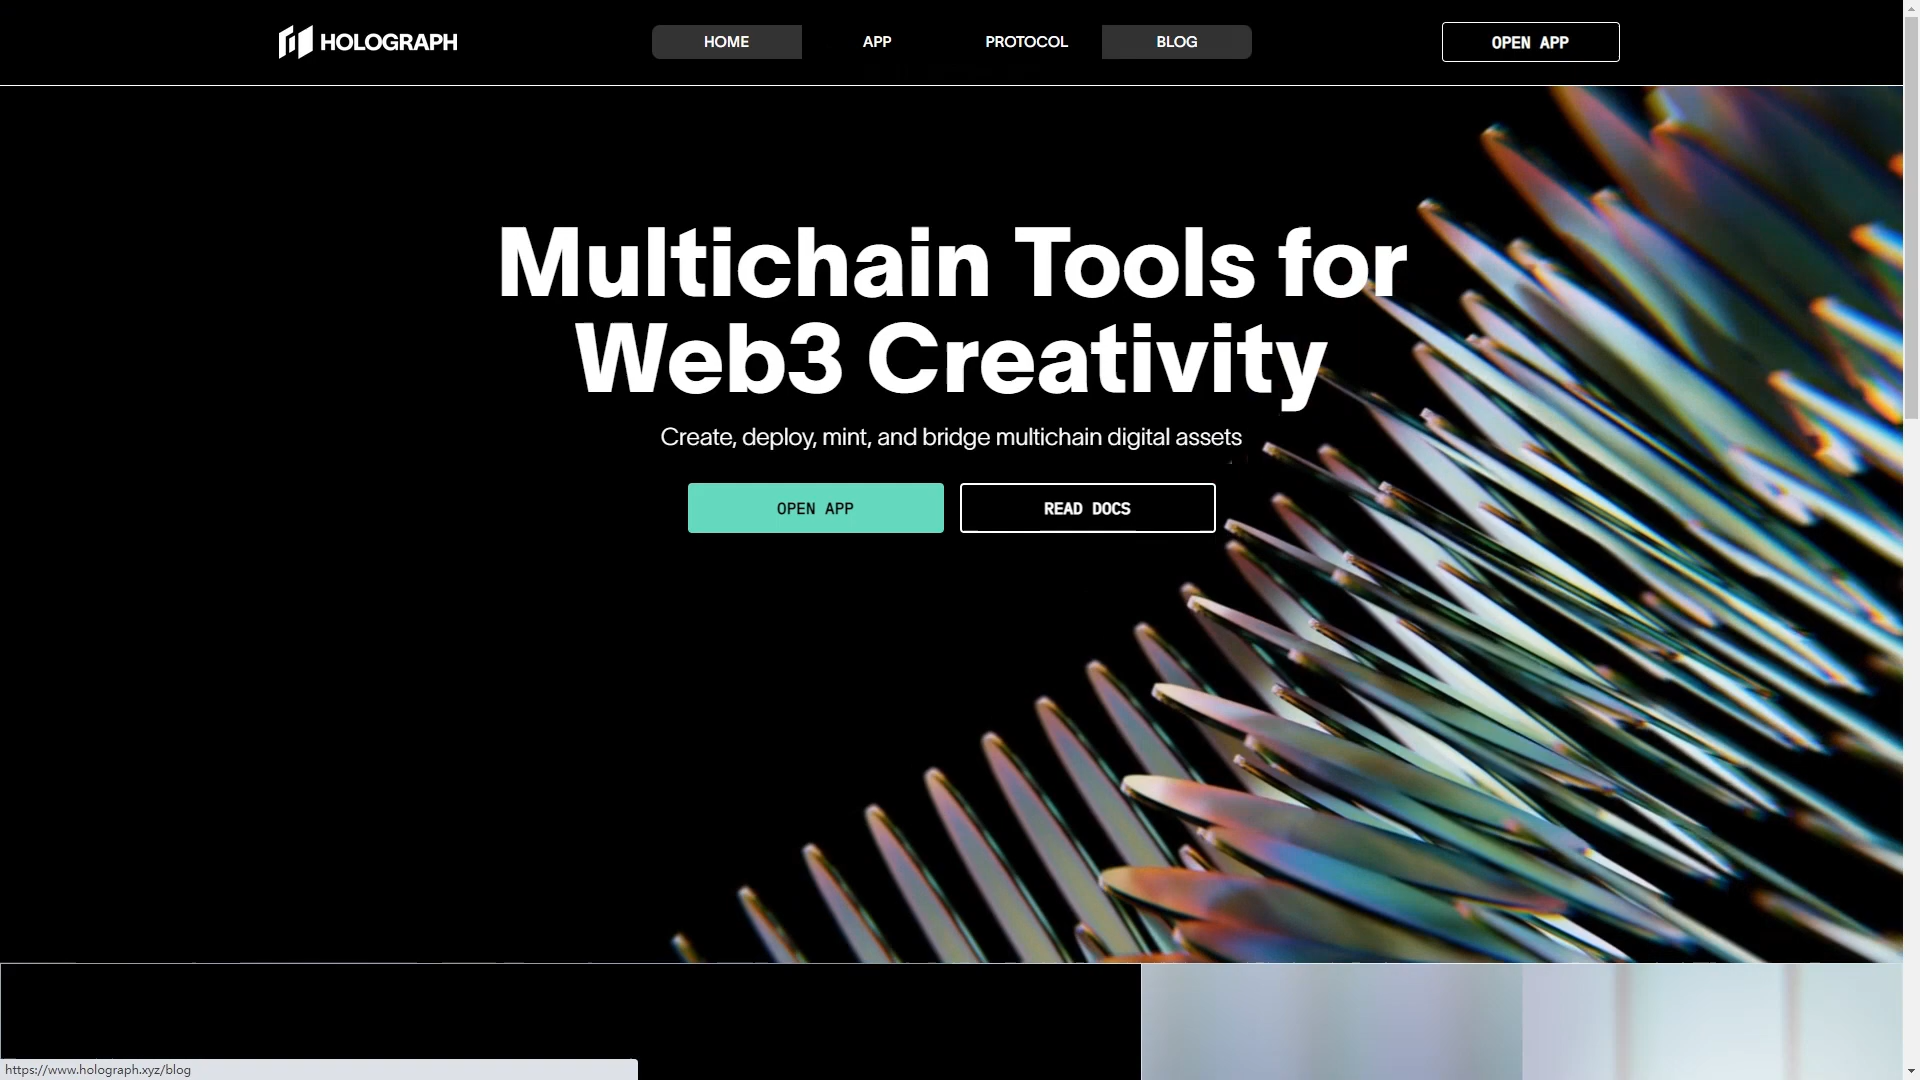 HOLOGRAPH
HOME
APP
PROTOCOL
BLOG
OPEN APP
Multichain Tools for
Web3 Creativity
Create, deploy, mint, and bridge multichain digital assets
OPEN APP
READ DOCS
https://www.holograph.xyz/blog